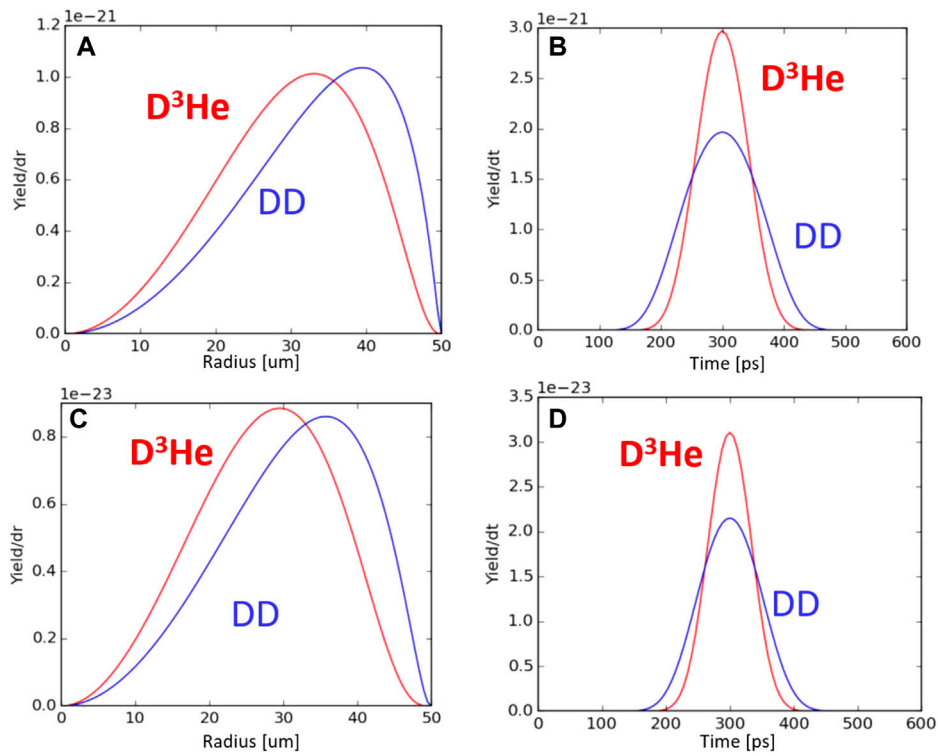 1e-21
A
D³He
DD
Yield/dr
1.2
1.0
0.8
0.6
0.4
0.2
0.0
0 10 20 30 40 50
Radius [um]
1e-21
B
D³He
DD
Yield/dt
3.0
2.5
2.0
1.5
1.0
0.5
0.0
0 100 200 300 400 500 600
Time [ps]
1e-23
C
D³He
DD
Yield/dr
0.8
0.6
0.4
0.2
0.0
0 10 20 30 40 50
Radius [um]
1e-23
D
D³He
DD
Yield/dt
3.5
3.0
2.5
2.0
1.5
1.0
0.5
0.0
0 100 200 300 400 500 600
Time [ps]